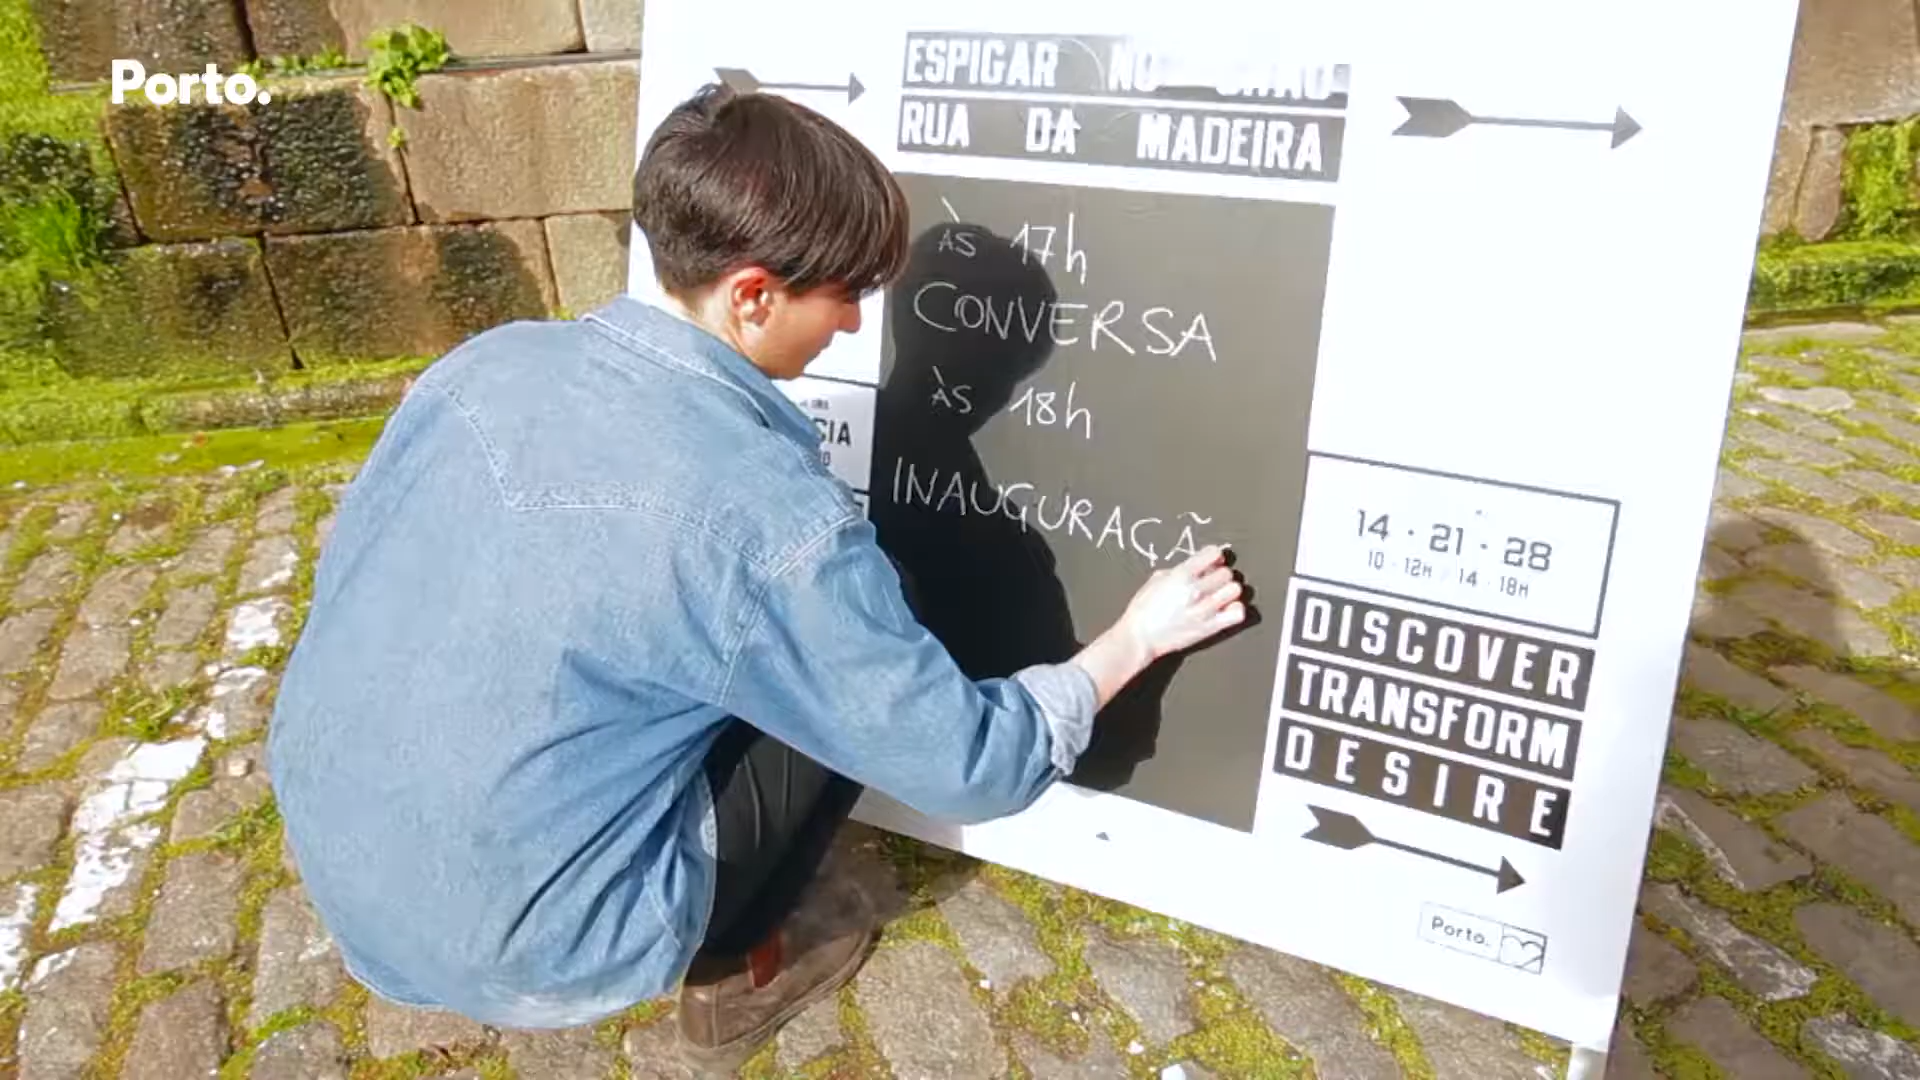 Porto.
ESPIGAR NO
RUA DA MADEIRA
ÀS 17h
CONVERSA
ÀS 18h
INAUGURAÇÃ
14 · 21 · 28
10 · 12H / 14 · 18H
DISCOVER
TRANSFORM
DESIRE
Porto.